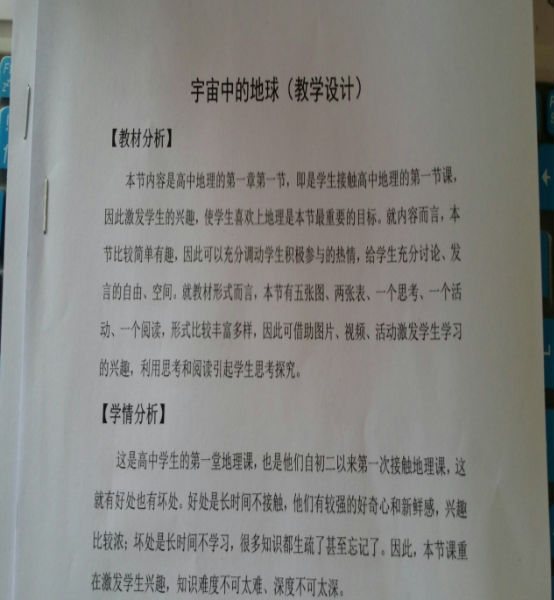 宇宙中的地球（教学设计）
【教材分析】
本节内容是高中地理的第一章第一节，即是学生接触高中地理的第一节课，
因此激发学生的兴趣，使学生喜欢上地理是本节最重要的目标。就内容而言，本
节比较简单有趣，因此可以充分调动学生积极参与的热情，给学生充分讨论、发
言的自由、空间。就教材形式而言，本节有五张图、两张表、一个思考、一个活
动、一个阅读，形式比较丰富多样，因此可借助图片、视频、活动激发学生学习
的兴趣，利用思考和阅读引起学生思考探究。
【学情分析】
这是高中学生的第一堂地理课，也是他们自初二以来第一次接触地理课，这
就有好处也有坏处。好处是长时间不接触，他们有较强的好奇心和新鲜感，兴趣
比较浓；坏处是长时间不学习，很多知识都生疏了甚至忘记了。因此，本节课重
在激发学生兴趣，知识难度不可太难、深度不可太深。